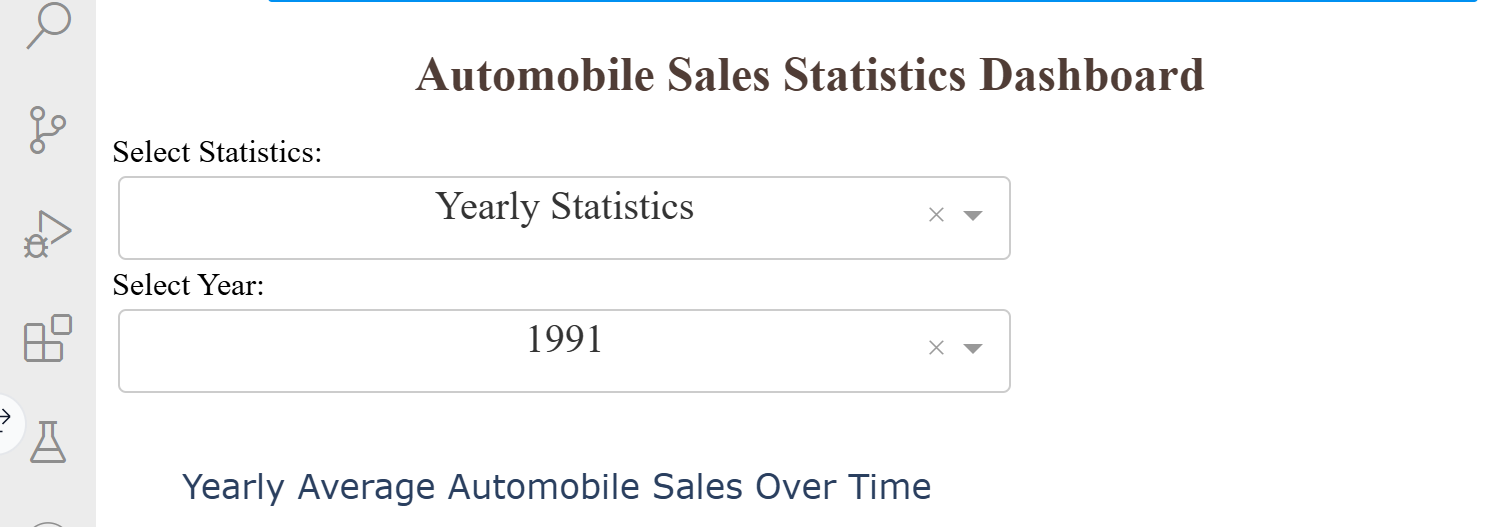 Automobile Sales Statistics Dashboard
Select Statistics:
Yearly Statistics
Select Year:
1991
Yearly Average Automobile Sales Over Time